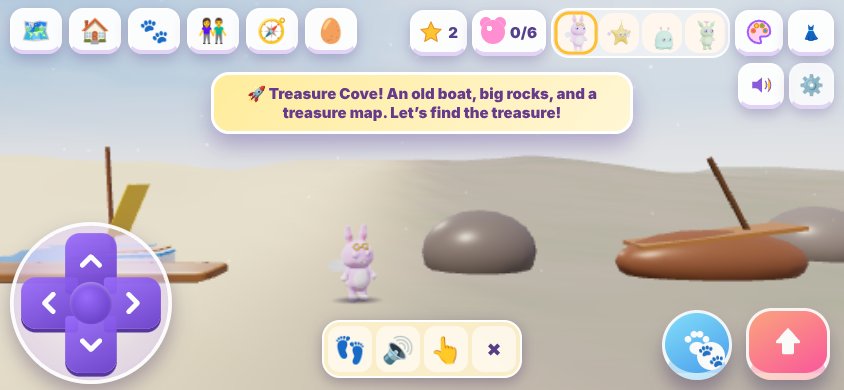 2
0/6
🚀 Treasure Cove! An old boat, big rocks, and a
treasure map. Let's find the treasure!